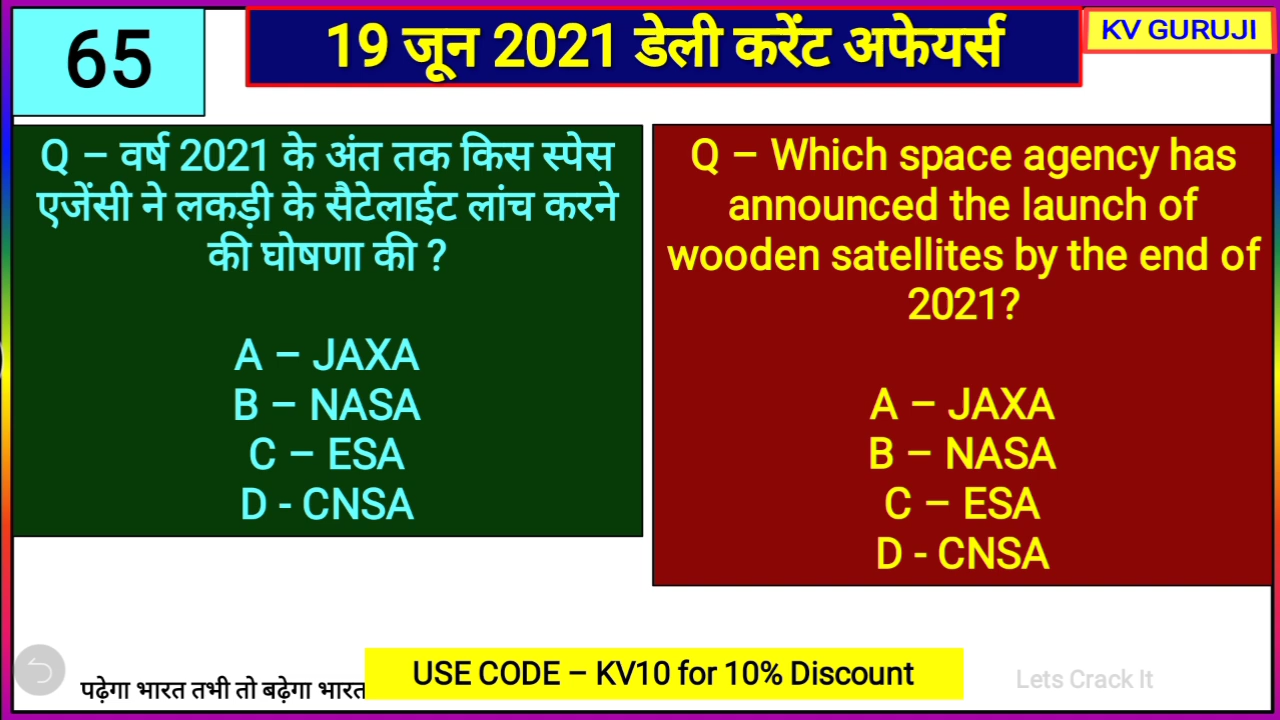 65
19 जून 2021 डेली करेंट अफेयर्स
KV GURUJI
Q – वर्ष 2021 के अंत तक किस स्पेस
एजेंसी ने लकड़ी के सैटेलाईट लांच करने
की घोषणा की ?
A – JAXA
B – NASA
C – ESA
D - CNSA
Q – Which space agency has
announced the launch of
wooden satellites by the end of
2021?
A – JAXA
B – NASA
C – ESA
D - CNSA
पढ़ेगा भारत तभी तो बढ़ेगा भारत
USE CODE – KV10 for 10% Discount
Lets Crack It